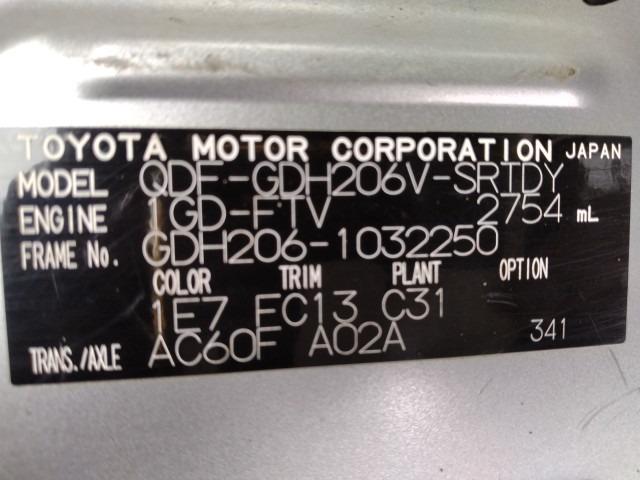 TOYOTA MOTOR CORPORATION JAPAN
MODEL QDF-GDH206V-SRTDY
ENGINE 1GD-FTV 2754 mL
FRAME No. GDH206-1032250
COLOR TRIM PLANT OPTION
1E7 FC13 C31
TRANS./AXLE AC60F A02A 341